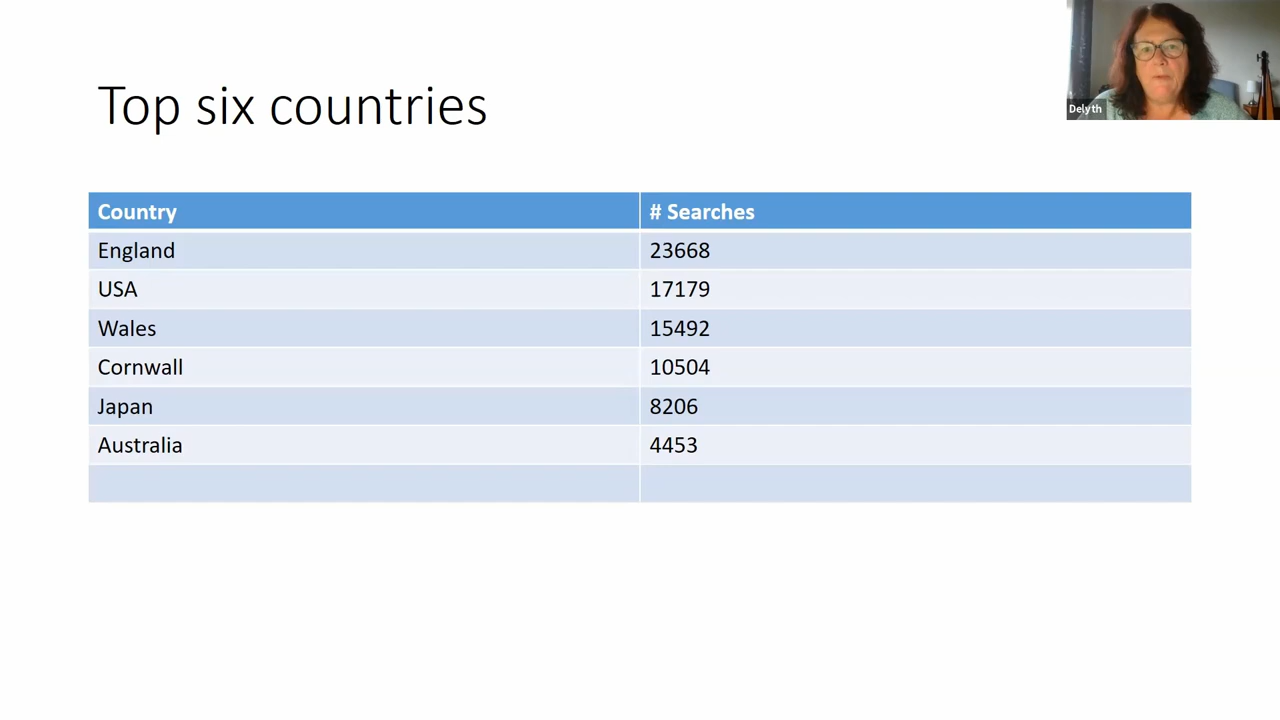 Top six countries
Delyth
Country # Searches
England 23668
USA 17179
Wales 15492
Cornwall 10504
Japan 8206
Australia 4453